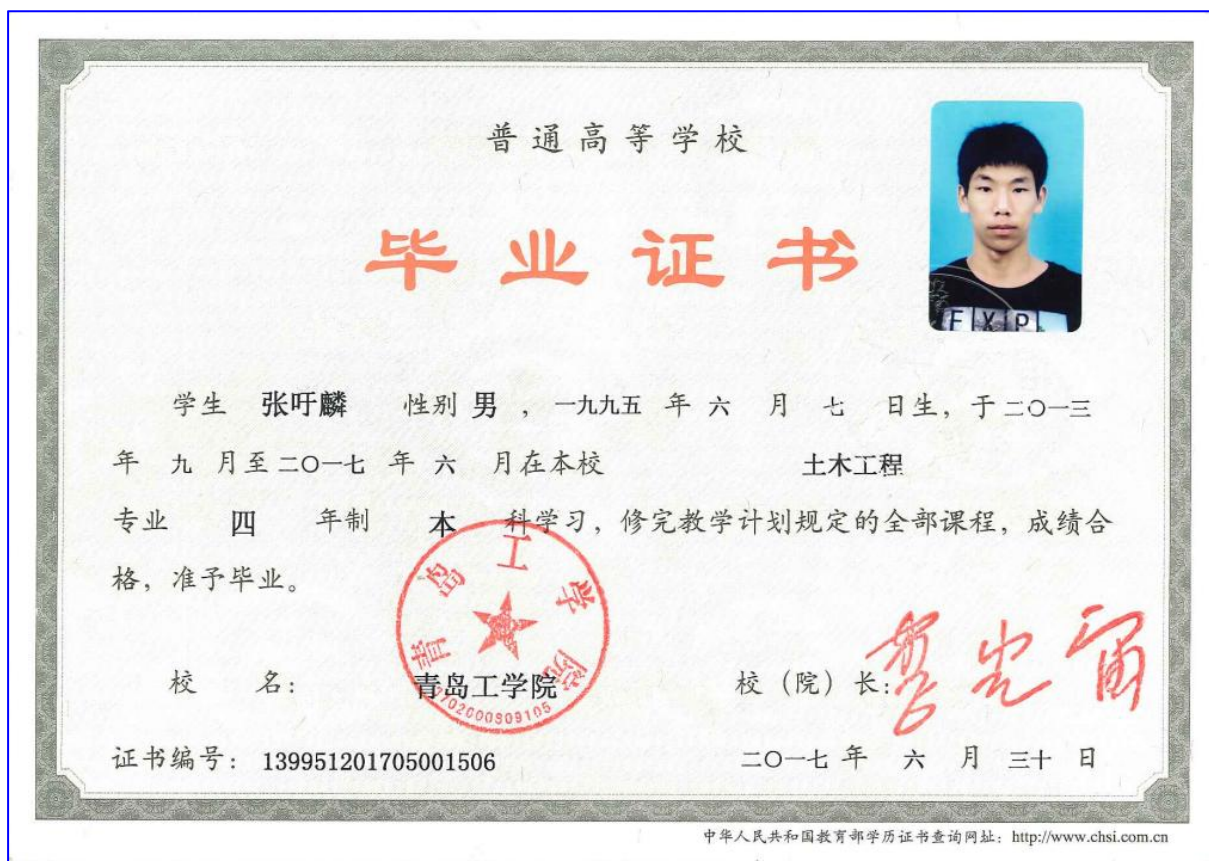 普通高等学校
毕业证书
FXP
学生 张吁麟 性别 男 ，一九九五 年 六 月 七 日生，于二〇一三
年 九 月至二〇一七 年 六 月在本校 土木工程
专业 四 年制 本 科学习，修完教学计划规定的全部课程，成绩合
格，准予毕业。
青岛工学院
校 名： 青岛工学院 校（院）长：
3702000809105
证书编号：139951201705001506 二〇一七 年 六 月 三十 日
中华人民共和国教育部学历证书查询网址：http://www.chsi.com.cn